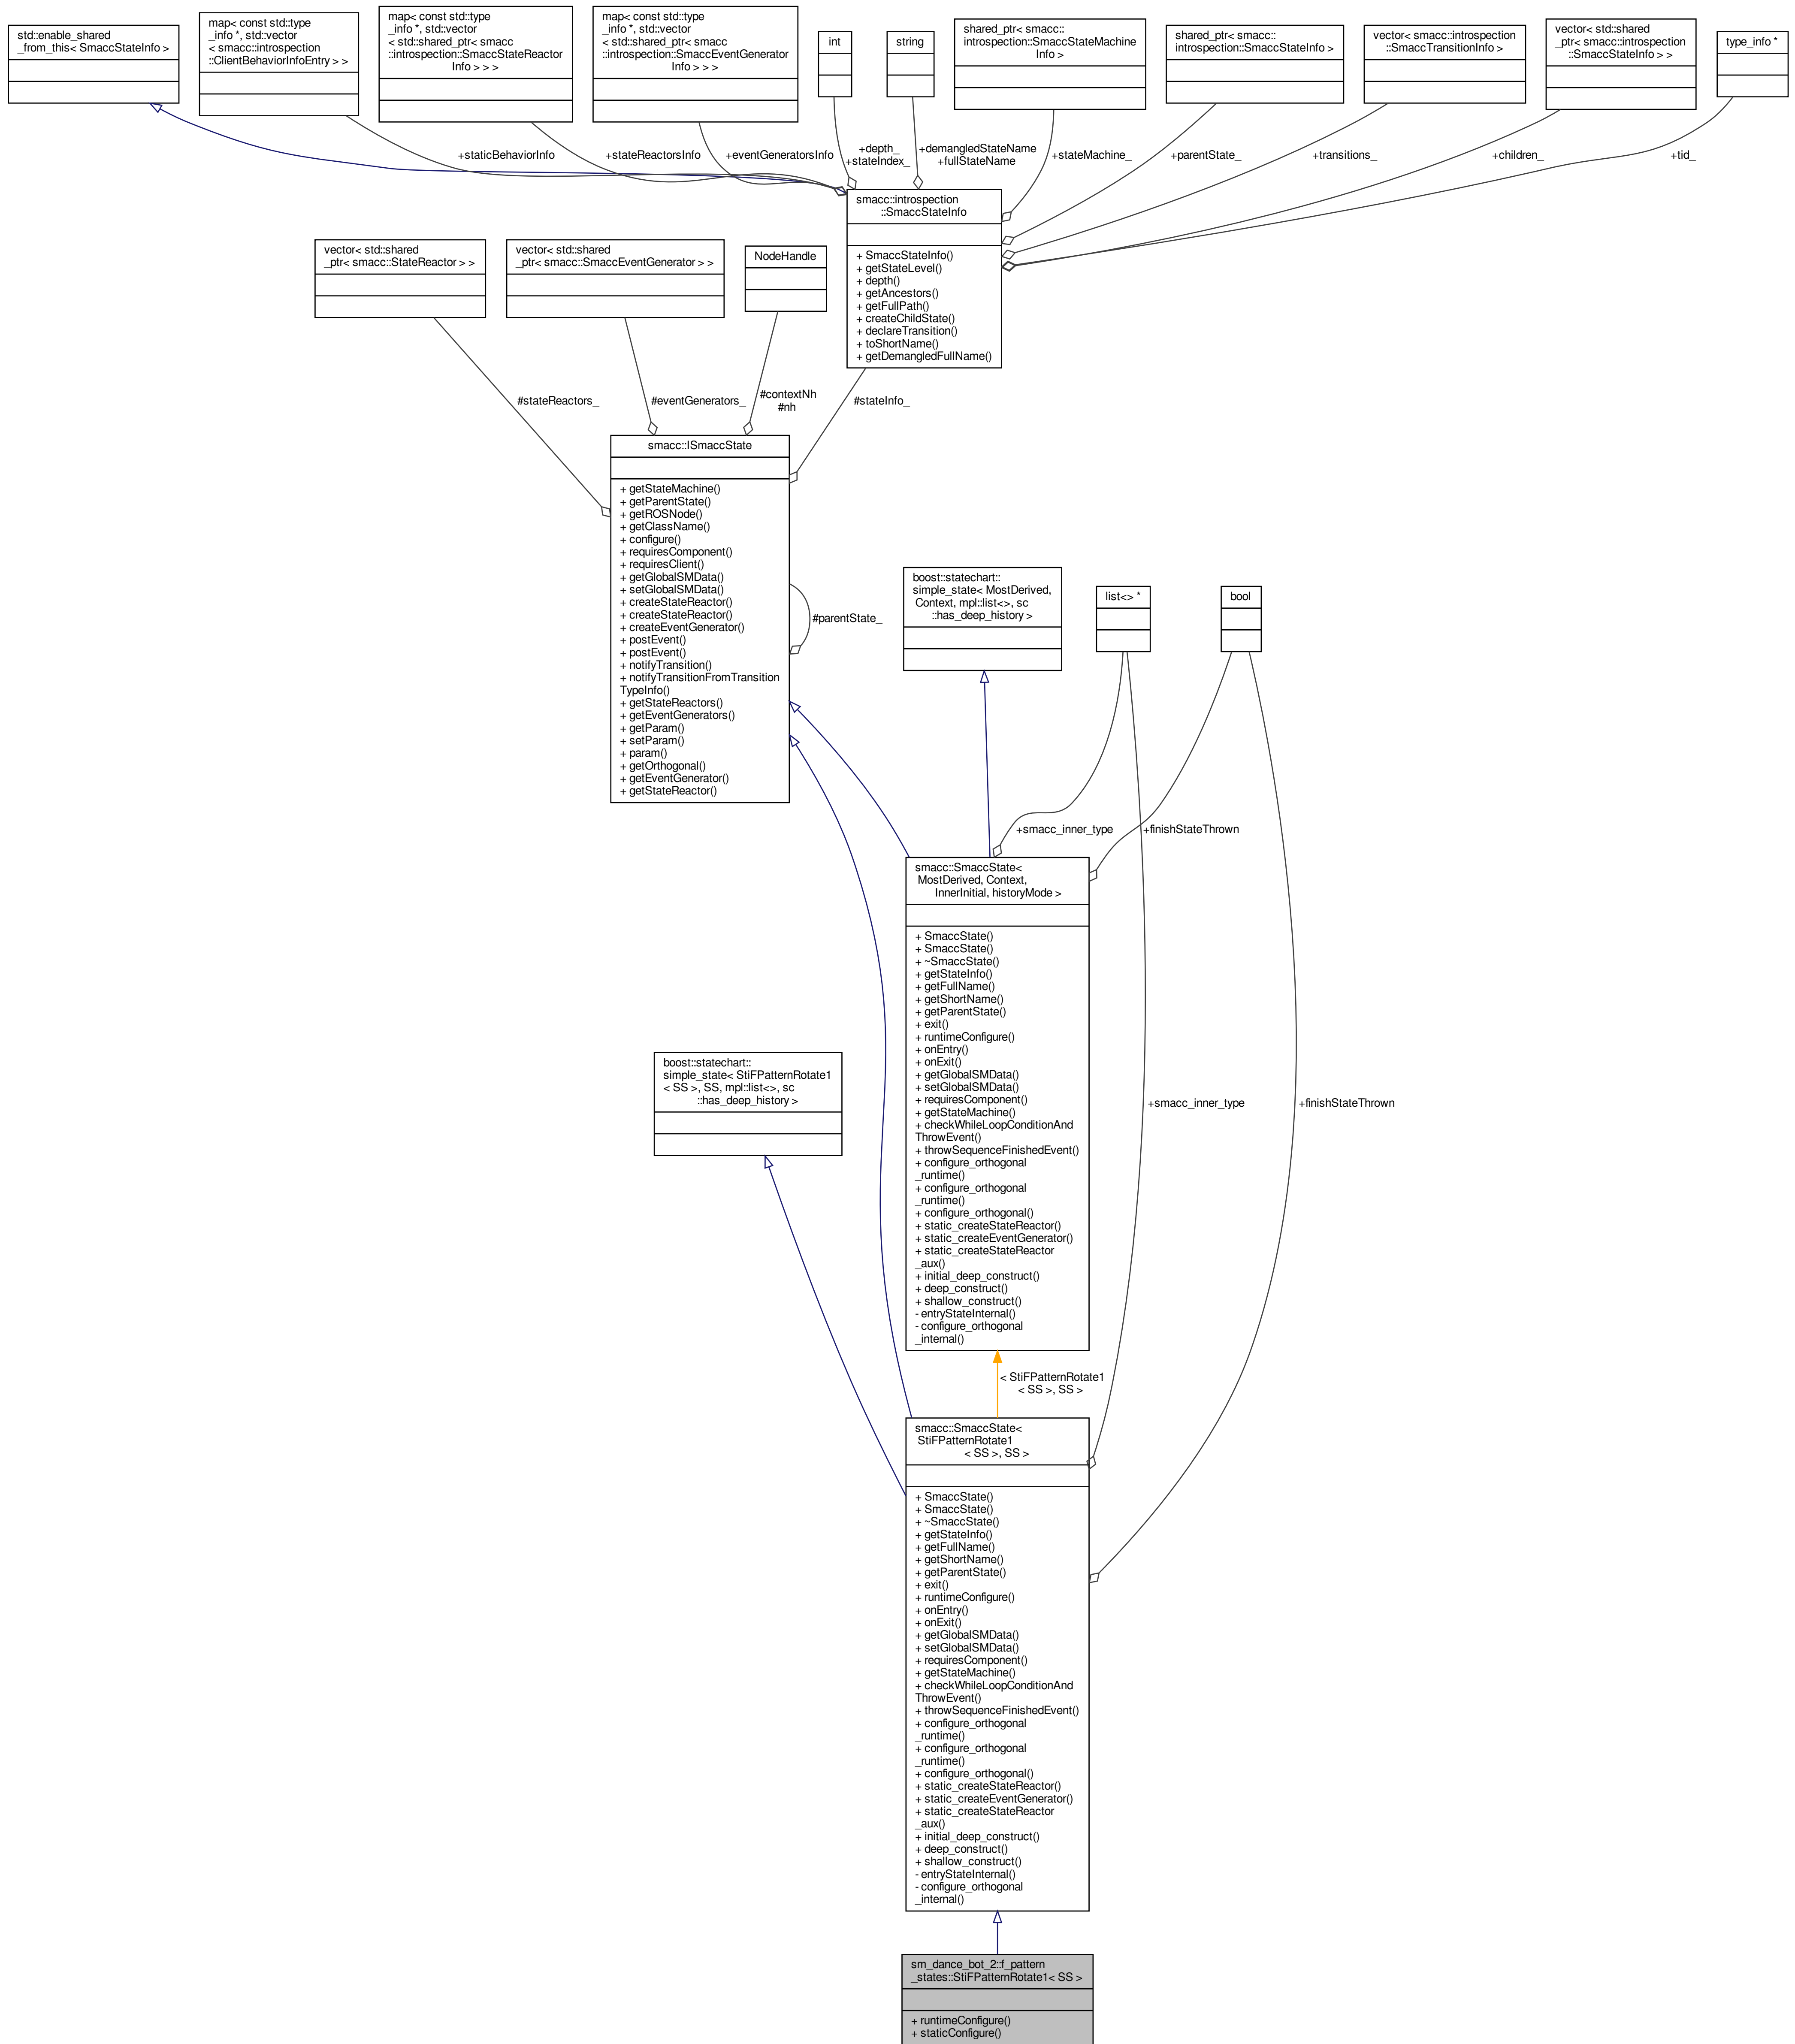 std::enable_shared
_from_this< SmaccStateInfo >
map< const std::type
_info *, std::vector
< smacc::introspection
::ClientBehaviorInfoEntry > >
map< const std::type
_info *, std::vector
< std::shared_ptr< smacc
::introspection::SmaccStateReactor
Info > > >
map< const std::type
_info *, std::vector
< std::shared_ptr< smacc
::introspection::SmaccEventGenerator
Info > > >
int
string
shared_ptr< smacc::
introspection::SmaccStateMachine
Info >
shared_ptr< smacc::
introspection::SmaccStateInfo >
vector< smacc::introspection
::SmaccTransitionInfo >
vector< std::shared
_ptr< smacc::introspection
::SmaccStateInfo > >
type_info *
+staticBehaviorInfo
+stateReactorsInfo
+eventGeneratorsInfo
+depth_
+stateIndex_
+demangledStateName
+fullStateName
+stateMachine_
+parentState_
+transitions_
+children_
+tid_
smacc::introspection
::SmaccStateInfo
+ SmaccStateInfo()
+ getStateLevel()
+ depth()
+ getAncestors()
+ getFullPath()
+ createChildState()
+ declareTransition()
+ toShortName()
+ getDemangledFullName()
vector< std::shared
_ptr< smacc::StateReactor > >
vector< std::shared
_ptr< smacc::SmaccEventGenerator > >
NodeHandle
#stateReactors_
#eventGenerators_
#contextNh
#nh
#stateInfo_
smacc::ISmaccState
+ getStateMachine()
+ getParentState()
+ getROSNode()
+ getClassName()
+ configure()
+ requiresComponent()
+ requiresClient()
+ getGlobalSMData()
+ setGlobalSMData()
+ createStateReactor()
+ createStateReactor()
+ createEventGenerator()
+ postEvent()
+ postEvent()
+ notifyTransition()
+ notifyTransitionFromTransition
TypeInfo()
+ getStateReactors()
+ getEventGenerators()
+ getParam()
+ setParam()
+ param()
+ getOrthogonal()
+ getEventGenerator()
+ getStateReactor()
#parentState_
boost::statechart::
simple_state< MostDerived,
Context, mpl::list<>, sc
::has_deep_history >
list<> *
bool
+smacc_inner_type
+finishStateThrown
smacc::SmaccState<
MostDerived, Context,
InnerInitial, historyMode >
+ SmaccState()
+ SmaccState()
+ ~SmaccState()
+ getStateInfo()
+ getFullName()
+ getShortName()
+ getParentState()
+ exit()
+ runtimeConfigure()
+ onEntry()
+ onExit()
+ getGlobalSMData()
+ setGlobalSMData()
+ requiresComponent()
+ getStateMachine()
+ checkWhileLoopConditionAnd
ThrowEvent()
+ throwSequenceFinishedEvent()
+ configure_orthogonal
_runtime()
+ configure_orthogonal
_runtime()
+ configure_orthogonal()
+ static_createStateReactor()
+ static_createEventGenerator()
+ static_createStateReactor
_aux()
+ initial_deep_construct()
+ deep_construct()
+ shallow_construct()
- entryStateInternal()
- configure_orthogonal
_internal()
boost::statechart::
simple_state< StiFPatternRotate1
< SS >, SS, mpl::list<>, sc
::has_deep_history >
+smacc_inner_type
+finishStateThrown
< StiFPatternRotate1
< SS >, SS >
smacc::SmaccState<
StiFPatternRotate1
< SS >, SS >
+ SmaccState()
+ SmaccState()
+ ~SmaccState()
+ getStateInfo()
+ getFullName()
+ getShortName()
+ getParentState()
+ exit()
+ runtimeConfigure()
+ onEntry()
+ onExit()
+ getGlobalSMData()
+ setGlobalSMData()
+ requiresComponent()
+ getStateMachine()
+ checkWhileLoopConditionAnd
ThrowEvent()
+ throwSequenceFinishedEvent()
+ configure_orthogonal
_runtime()
+ configure_orthogonal
_runtime()
+ configure_orthogonal()
+ static_createStateReactor()
+ static_createEventGenerator()
+ static_createStateReactor
_aux()
+ initial_deep_construct()
+ deep_construct()
+ shallow_construct()
- entryStateInternal()
- configure_orthogonal
_internal()
sm_dance_bot_2::f_pattern
_states::StiFPatternRotate1< SS >
+ runtimeConfigure()
+ staticConfigure()